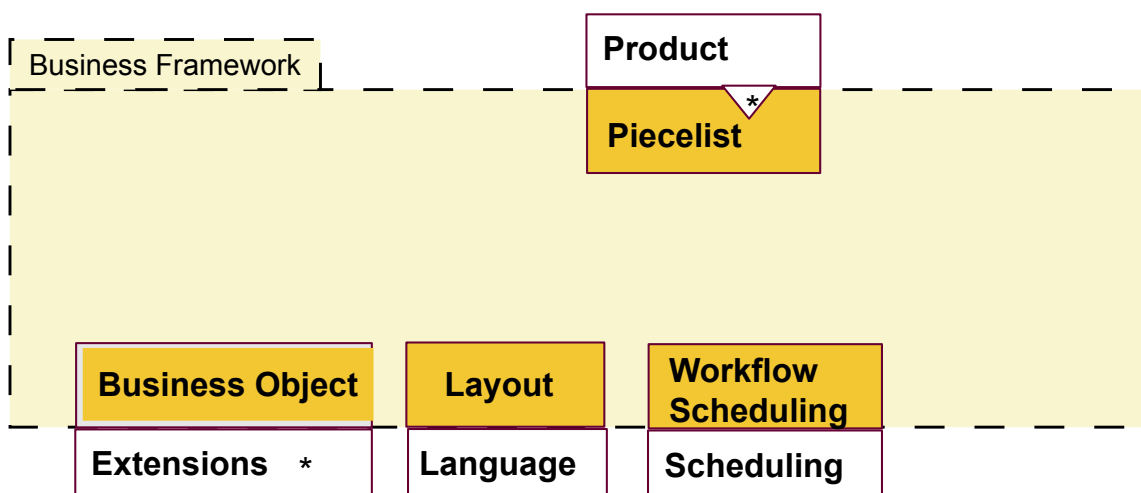 Product
Business Framework
*
Piecelist
Business Object
Layout
Workflow
Scheduling
Extensions *
Language
Scheduling